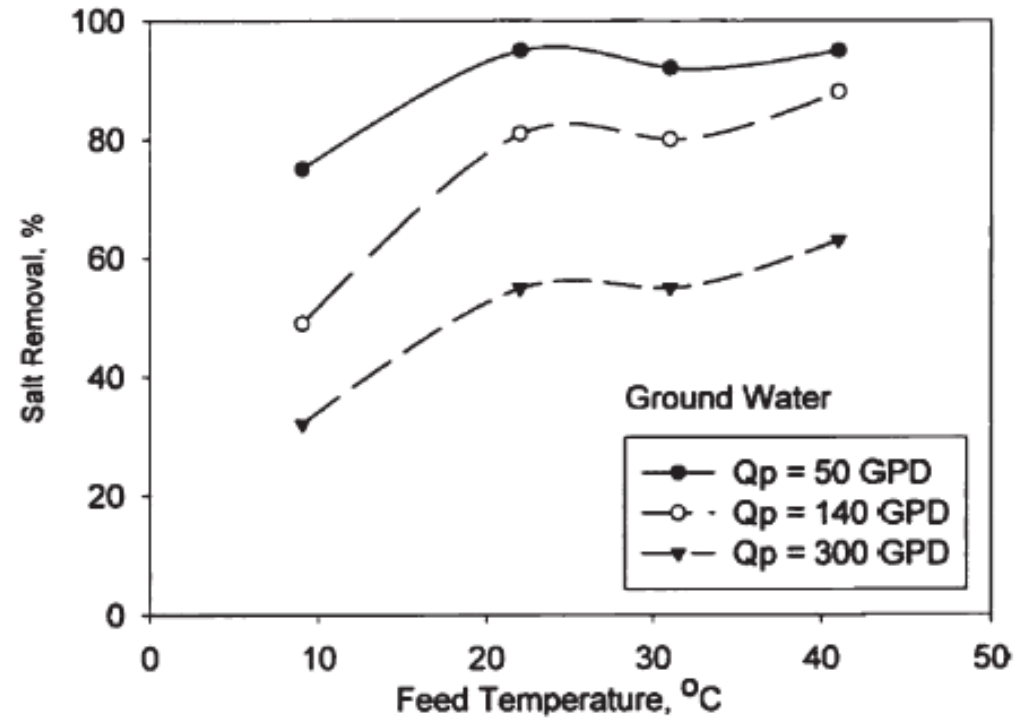 100
80
60
40
20
0
Salt Removal, %
Ground Water
Qp = 50 GPD
Qp = 140 GPD
Qp = 300 GPD
0 10 20 30 40 50
Feed Temperature, °C